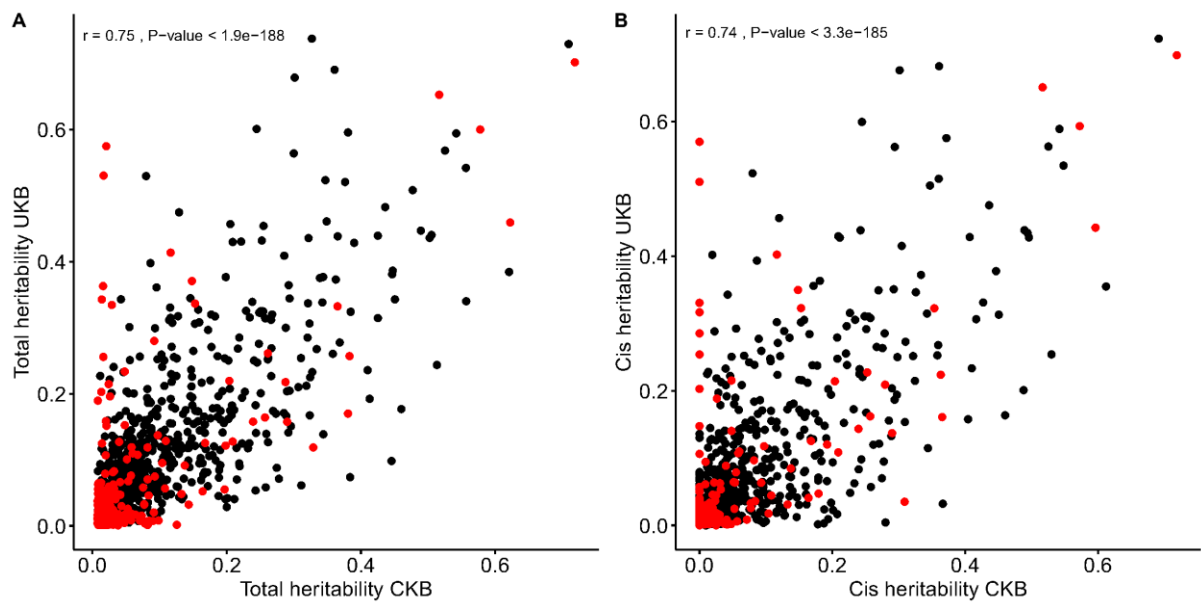 A
r = 0.75 , P−value < 1.9e−188
Total heritability UKB
0.6
0.4
0.2
0.0
0.0 0.2 0.4 0.6
Total heritability CKB
B
r = 0.74 , P−value < 3.3e−185
Cis heritability UKB
0.6
0.4
0.2
0.0
0.0 0.2 0.4 0.6
Cis heritability CKB